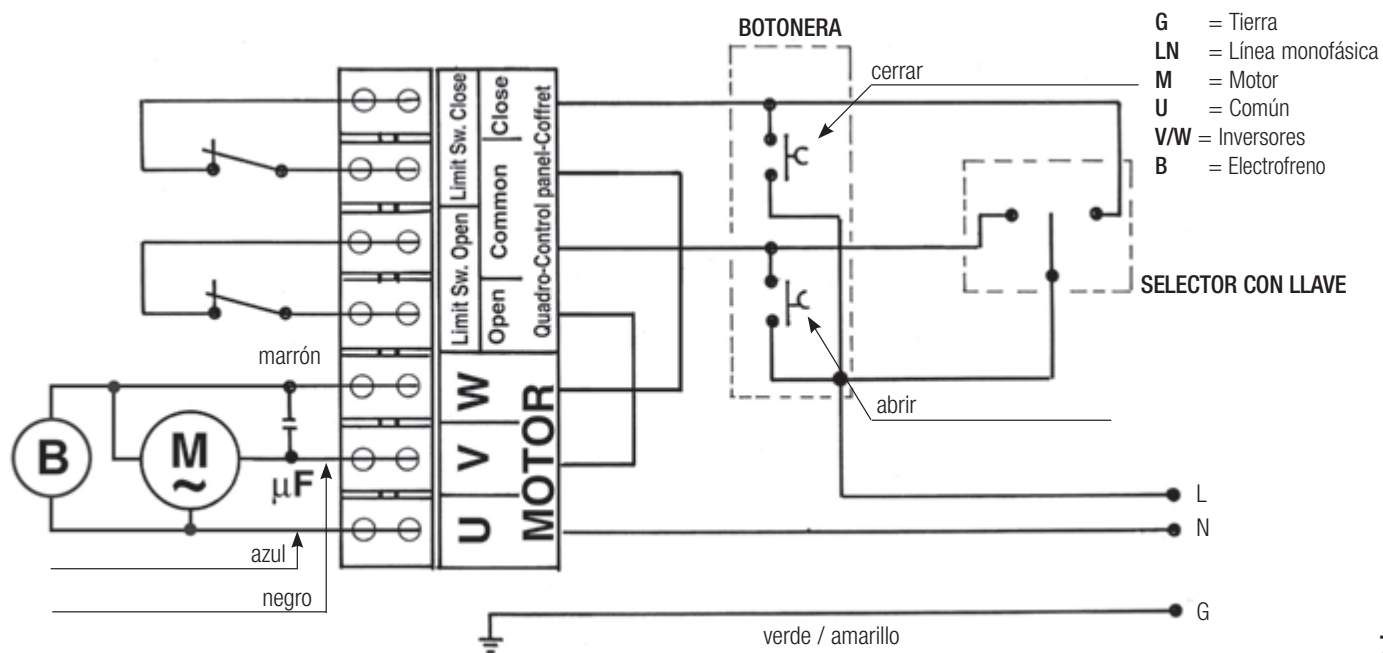 BOTONERA
cerrar
G = Tierra
LN = Línea monofásica
M = Motor
U = Común
V/W = Inversores
B = Electrofreno
Limit Sw. Close
Limit Sw. Open
Close
Common
Open
Quadro-Control panel-Coffret
SELECTOR CON LLAVE
abrir
marrón
B
M
~
µF
W
V
U
MOTOR
azul
negro
L
N
G
verde / amarillo